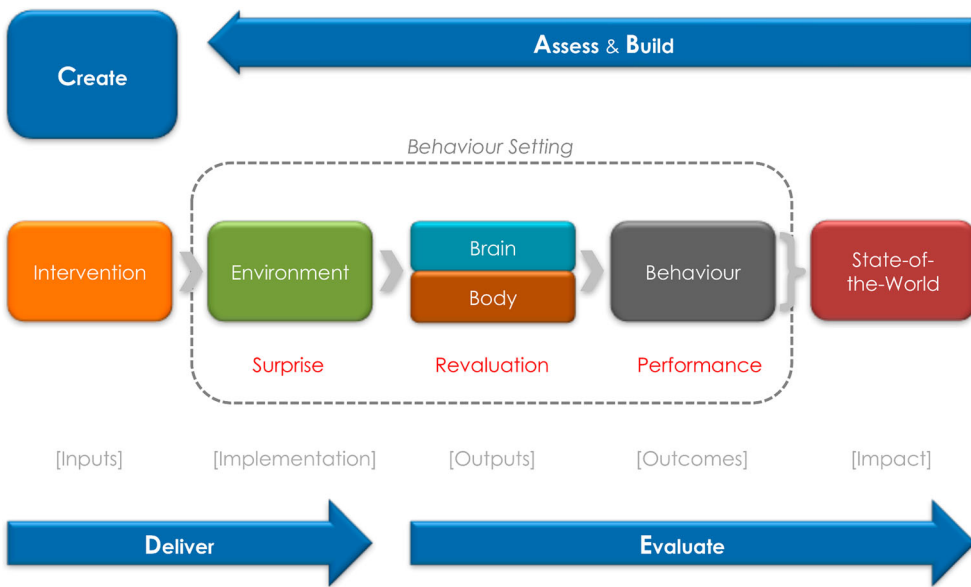 Assess & Build
Create
Behaviour Setting
Intervention
Environment
Brain
Body
Behaviour
State-of-
the-World
Surprise
Revaluation
Performance
[Inputs]
[Implementation]
[Outputs]
[Outcomes]
[Impact]
Deliver
Evaluate